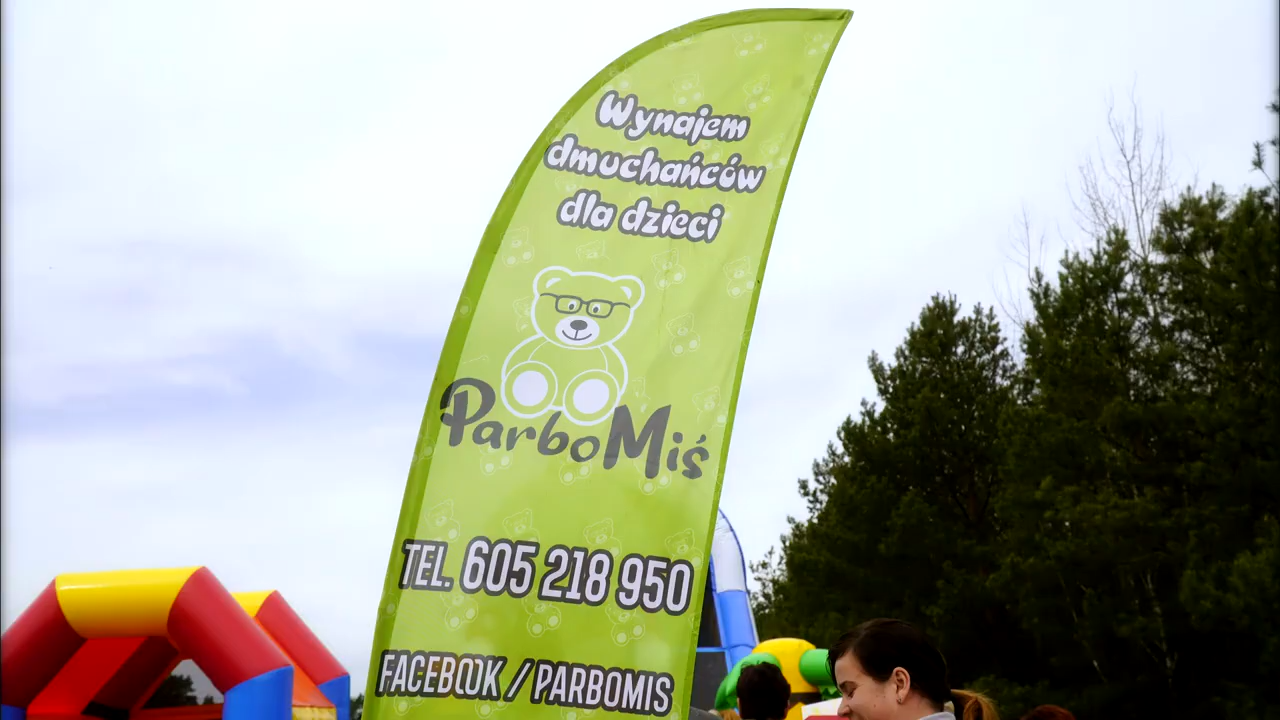 Wynajem
dmuchańców
dla dzieci
ParboMiś
TEL. 605 218 950
FACEBOOK / PARBOMIS